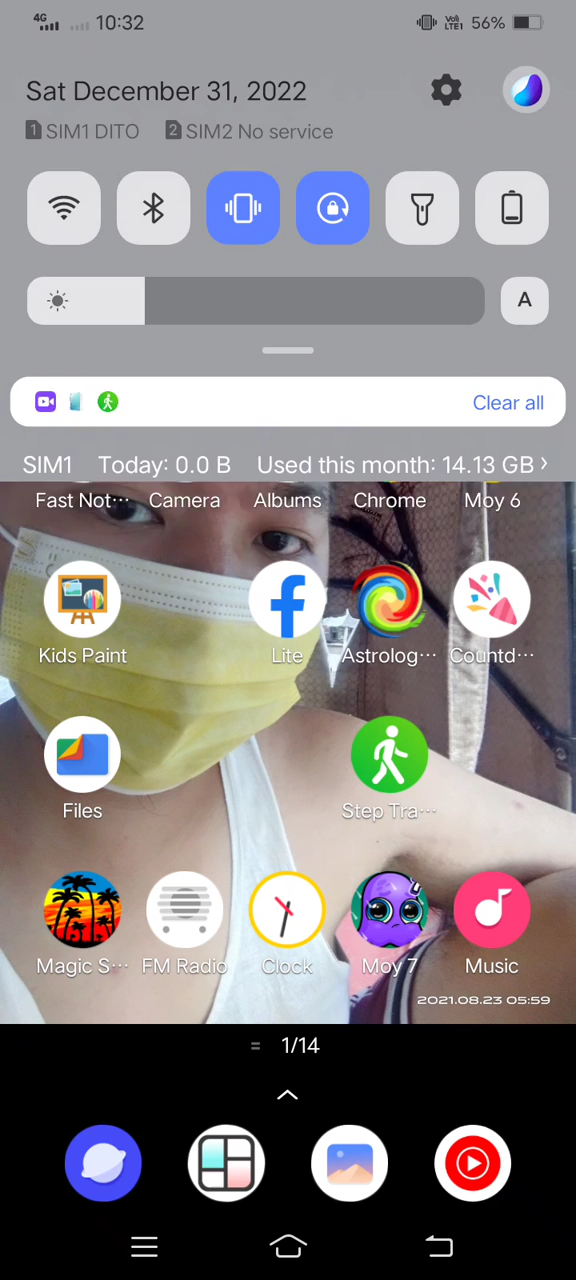 4G 10:32 VoLTE1 56%
Sat December 31, 2022
1 SIM1 DITO 2 SIM2 No service
A
Clear all
SIM1 Today: 0.0 B Used this month: 14.13 GB ›
Fast Not··· Camera Albums Chrome Moy 6
Kids Paint Lite Astrolog··· Countd···
Files Step Tra···
Magic S··· FM Radio Clock Moy 7 Music
2021.08.23 05:59
= 1/14